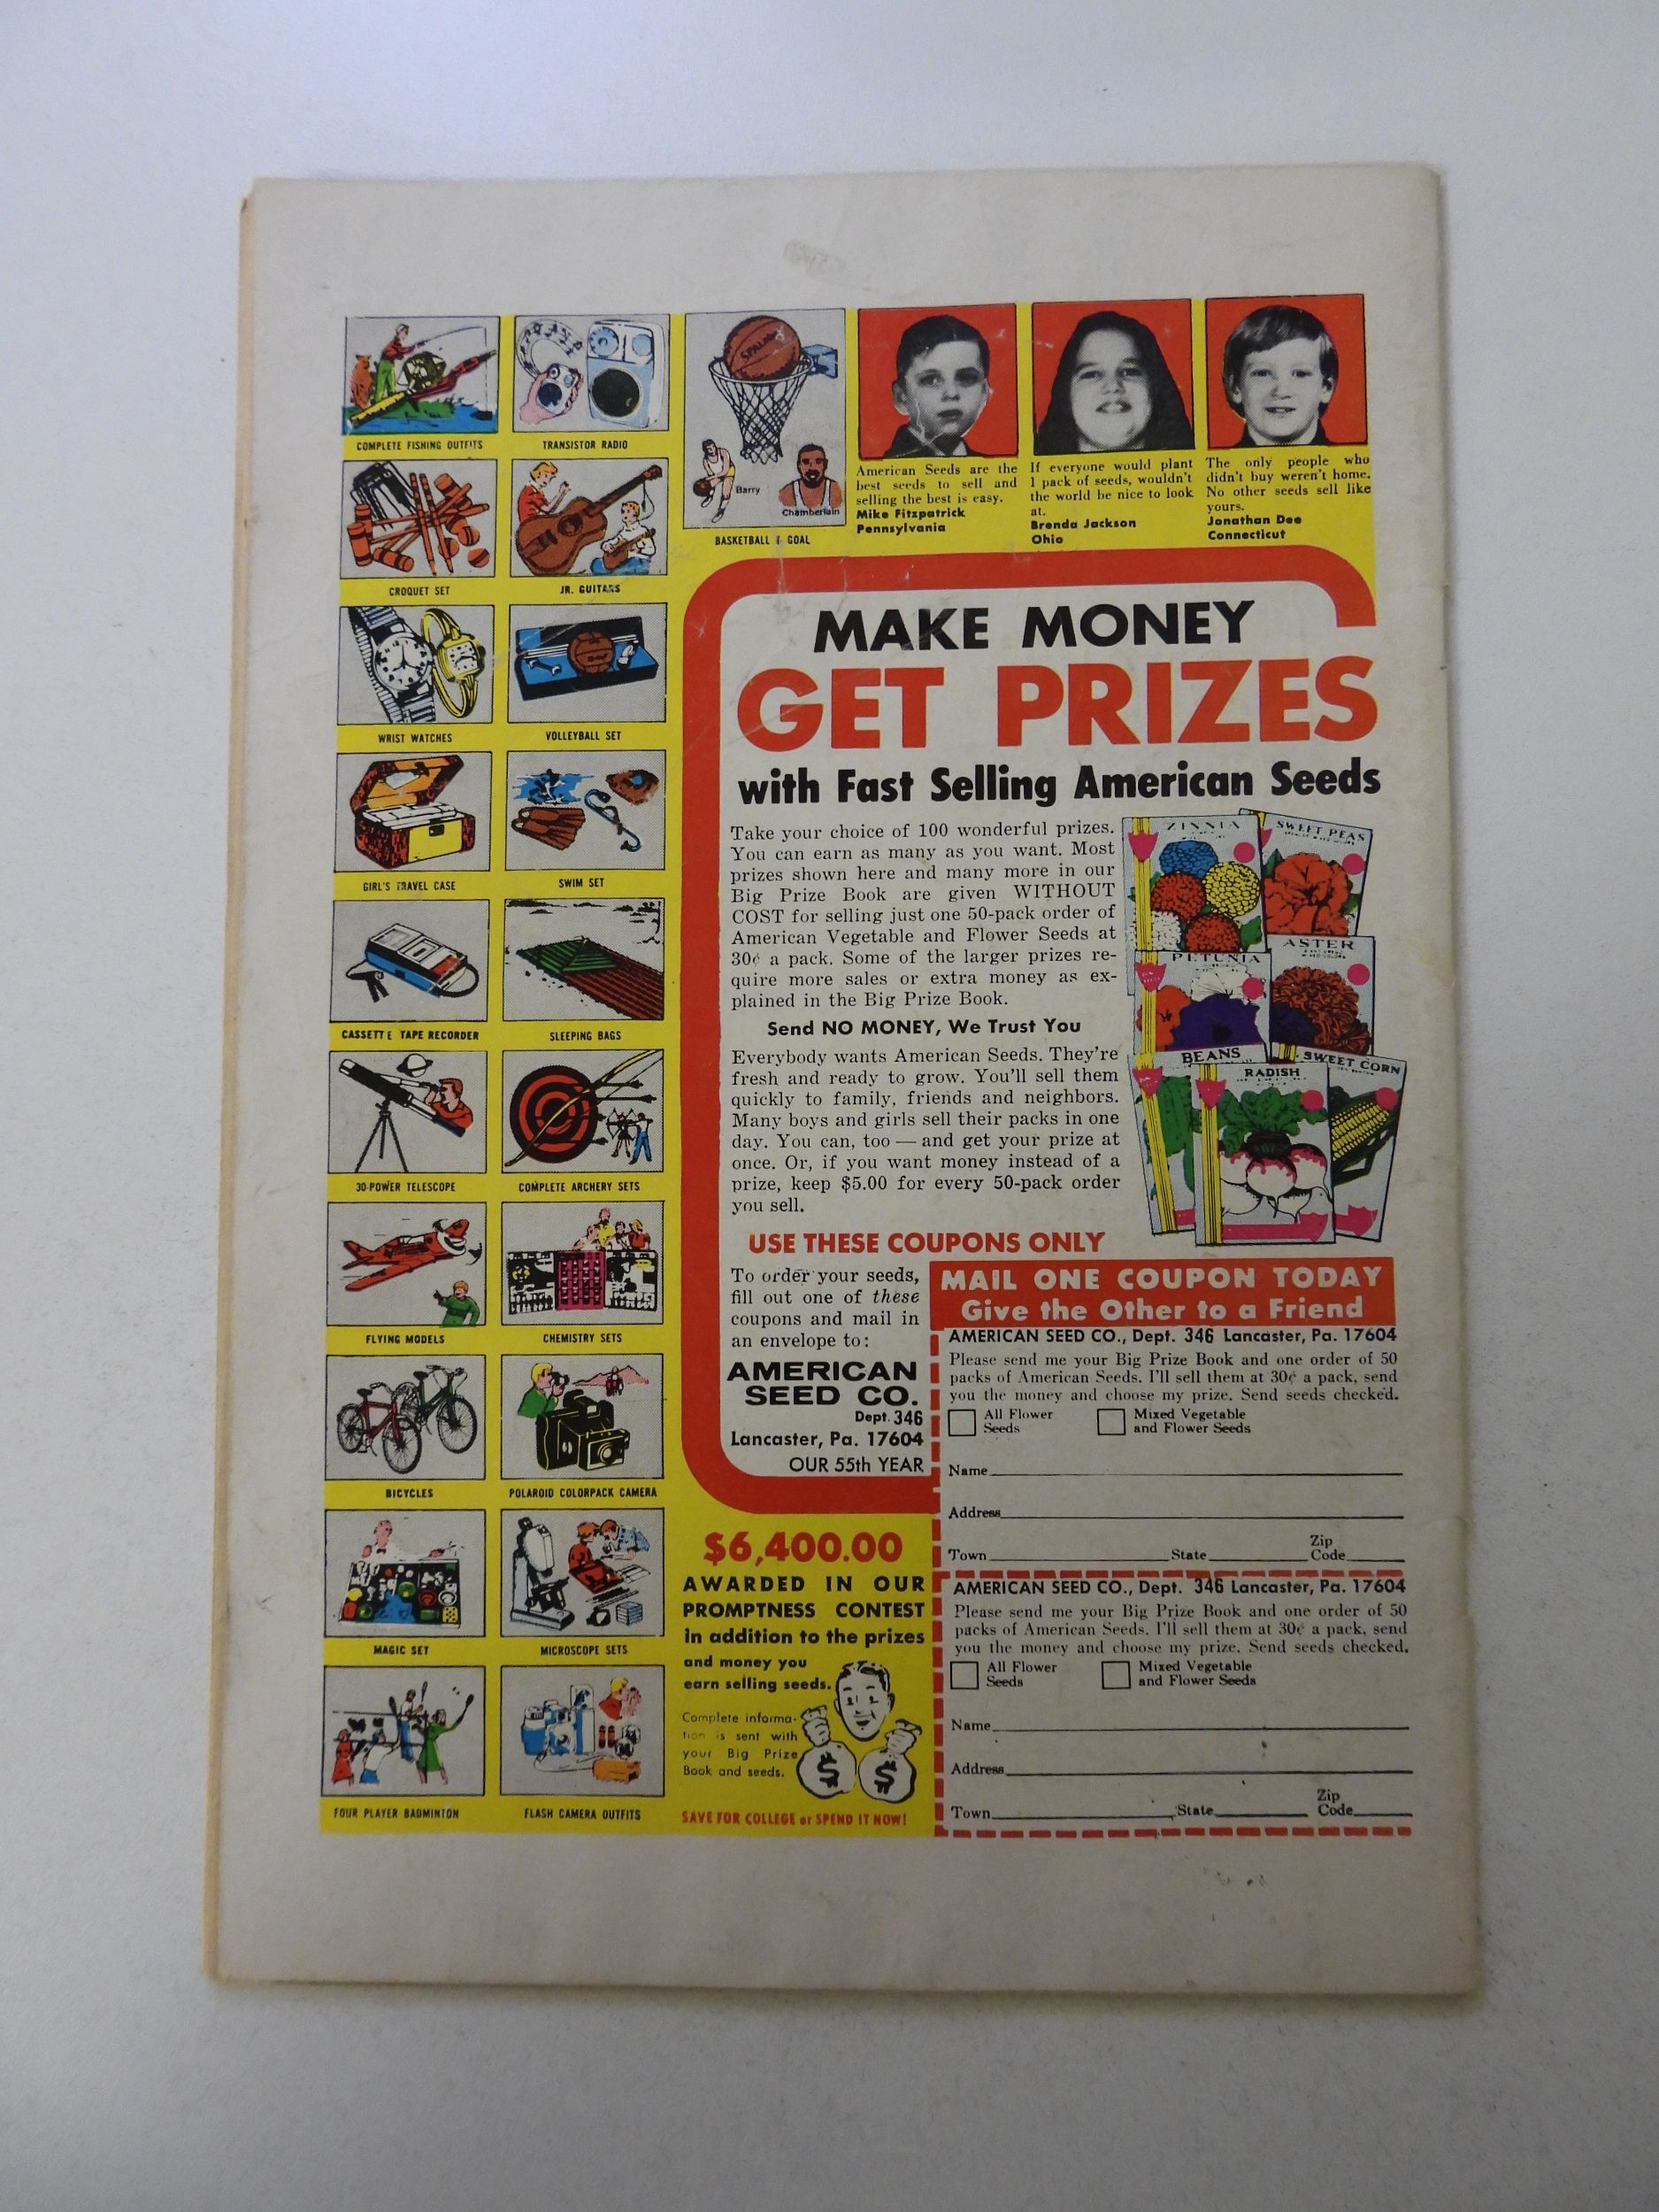 COMPLETE FISHING OUTFITS
TRANSISTOR RADIO
CROQUET SET
JR. GUITARS
WRIST WATCHES
VOLLEYBALL SET
GIRL'S TRAVEL CASE
SWIM SET
CASSETTE TAPE RECORDER
SLEEPING BAGS
30-POWER TELESCOPE
COMPLETE ARCHERY SETS
FLYING MODELS
CHEMISTRY SETS
BICYCLES
POLAROID COLORPACK CAMERA
MAGIC SET
MICROSCOPE SETS
FOUR PLAYER BADMINTON
FLASH CAMERA OUTFITS
Barry
Chamberlain
BASKETBALL & GOAL
American Seeds are the
best seeds to sell and
selling the best is easy.
Mike Fitzpatrick
Pennsylvania
If everyone would plant
1 pack of seeds, wouldn't
the world be nice to look
at.
Brenda Jackson
Ohio
The only people who
didn't buy weren't home.
No other seeds sell like
yours.
Jonathan Dee
Connecticut
MAKE MONEY
GET PRIZES
with Fast Selling American Seeds
Take your choice of 100 wonderful prizes.
You can earn as many as you want. Most
prizes shown here and many more in our
Big Prize Book are given WITHOUT
COST for selling just one 50-pack order of
American Vegetable and Flower Seeds at
30¢ a pack. Some of the larger prizes re-
quire more sales or extra money as ex-
plained in the Big Prize Book.
Send NO MONEY, We Trust You
Everybody wants American Seeds. They're
fresh and ready to grow. You'll sell them
quickly to family, friends and neighbors.
Many boys and girls sell their packs in one
day. You can, too — and get your prize at
once. Or, if you want money instead of a
prize, keep $5.00 for every 50-pack order
you sell.
ZINNIA
SWEET PEAS
PETUNIA
ASTER
BEANS
RADISH
SWEET CORN
USE THESE COUPONS ONLY
To order your seeds,
fill out one of these
coupons and mail in
an envelope to:
AMERICAN
SEED CO.
Dept. 346
Lancaster, Pa. 17604
OUR 55th YEAR
$6,400.00
AWARDED IN OUR
PROMPTNESS CONTEST
in addition to the prizes
and money you
earn selling seeds.
Complete informa-
tion is sent with
your Big Prize
Book and seeds.
$ $
SAVE FOR COLLEGE or SPEND IT NOW!
MAIL ONE COUPON TODAY
Give the Other to a Friend
AMERICAN SEED CO., Dept. 346 Lancaster, Pa. 17604
Please send me your Big Prize Book and one order of 50
packs of American Seeds. I'll sell them at 30¢ a pack, send
you the money and choose my prize. Send seeds checked.
All Flower
Seeds
Mixed Vegetable
and Flower Seeds
Name
Address
Town State Zip
Code
AMERICAN SEED CO., Dept. 346 Lancaster, Pa. 17604
Please send me your Big Prize Book and one order of 50
packs of American Seeds. I'll sell them at 30¢ a pack, send
you the money and choose my prize. Send seeds checked.
All Flower
Seeds
Mixed Vegetable
and Flower Seeds
Name
Address
Town State Zip
Code